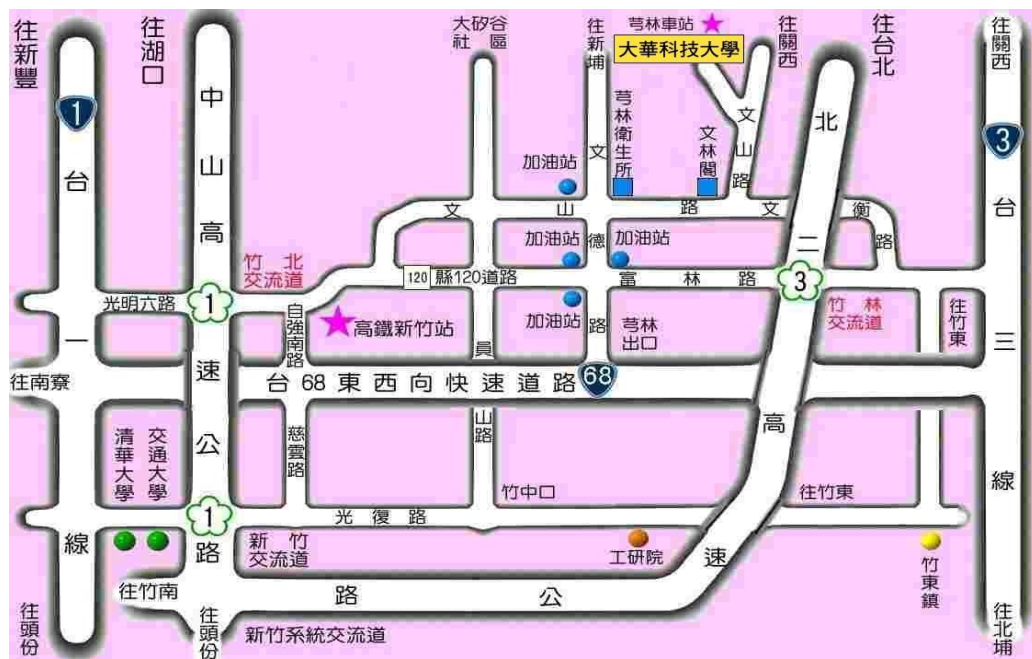 往新豐
往湖口
大矽谷
社區
往新埔
芎林車站
大華科技大學
往關西
往台北
往關西
1
台一線
中山高速公路
加油站
芎林衛生所
文林閣
文山路
北二高速公路
3
台三線
文山路
文衡路
文德路
竹北
交流道
120
縣120道路
加油站
加油站
富林路
3
竹林
交流道
往竹東
光明六路
1
自強南路
高鐵新竹站
加油站
芎林
出口
員山路
往南寮
台68東西向快速道路
68
清華大學
交通大學
慈雲路
竹中口
往竹東
1
光復路
新竹
交流道
工研院
竹東鎮
往竹南
往頭份
往頭份
新竹系統交流道
往北埔